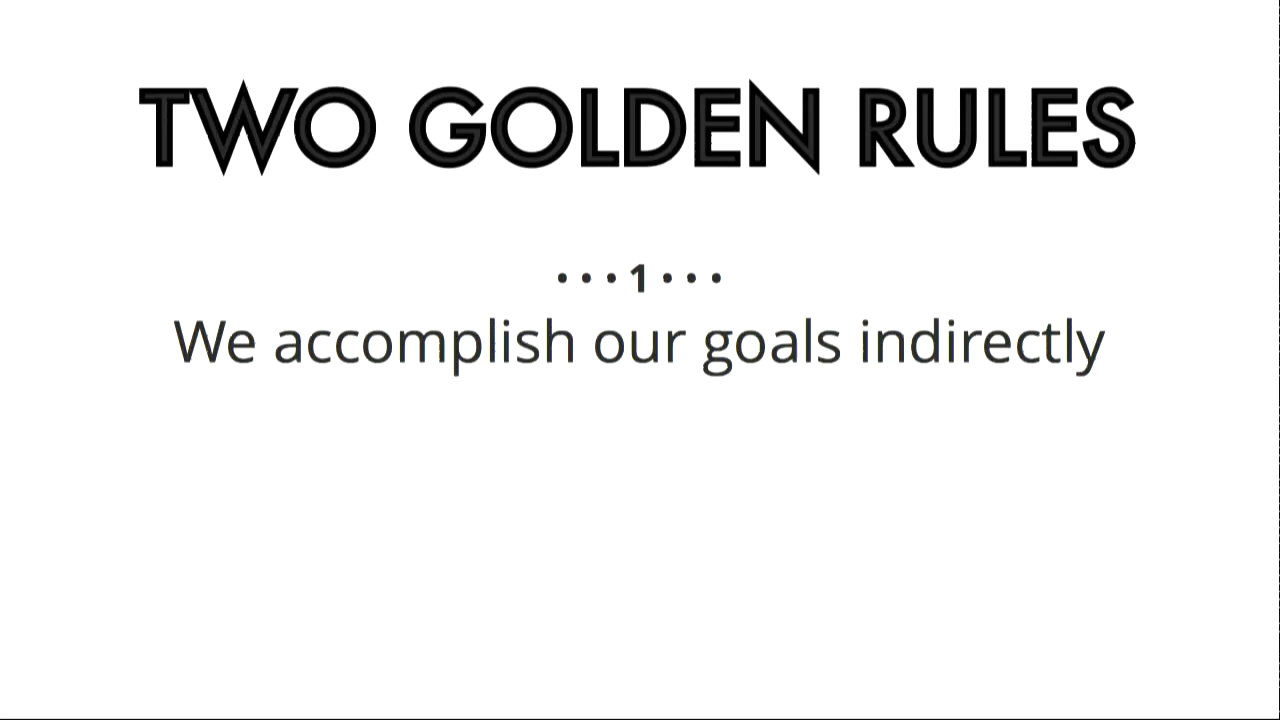 TWO GOLDEN RULES
• • • 1 • • •
We accomplish our goals indirectly